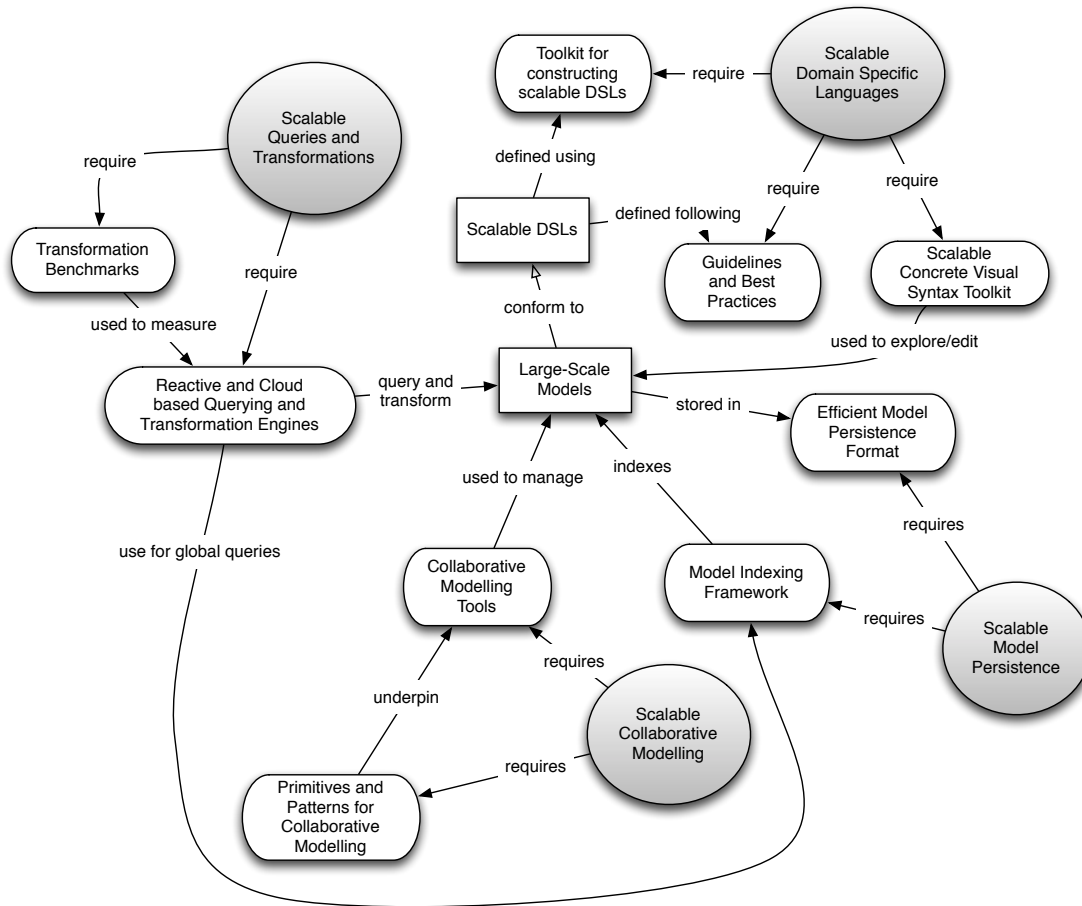 Toolkit for
constructing
scalable DSLs
require
Scalable
Domain Specific
Languages
Scalable
Queries and
Transformations
require
defined using
require
require
Transformation
Benchmarks
require
Scalable DSLs
defined following
Guidelines
and Best
Practices
Scalable
Concrete Visual
Syntax Toolkit
used to measure
conform to
used to explore/edit
Reactive and Cloud
based Querying and
Transformation Engines
query and
transform
Large-Scale
Models
stored in
Efficient Model
Persistence
Format
used to manage
indexes
use for global queries
requires
Collaborative
Modelling
Tools
Model Indexing
Framework
requires
Scalable
Model
Persistence
requires
underpin
Scalable
Collaborative
Modelling
requires
Primitives and
Patterns for
Collaborative
Modelling